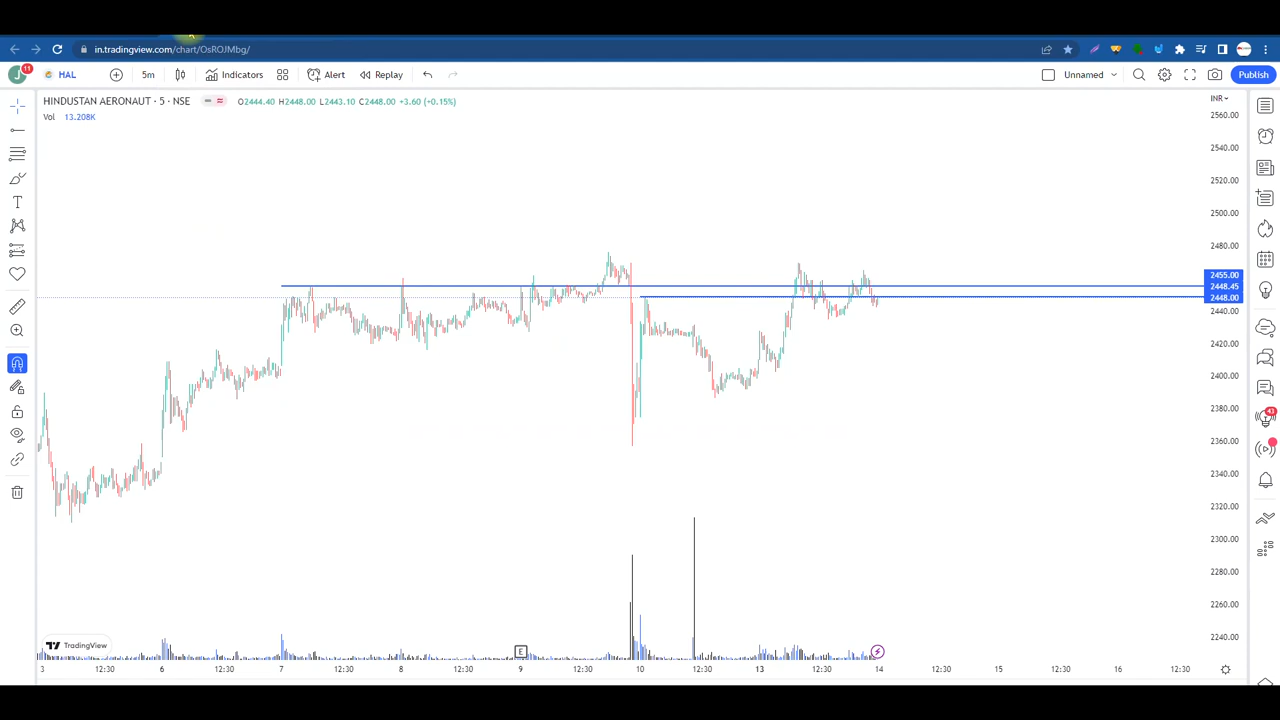 in.tradingview.com/chart/OsROJMbg/
J 11 HAL 5m Indicators Alert Replay Unnamed Publish
HINDUSTAN AERONAUT · 5 · NSE O2444.40 H2448.00 L2443.10 C2448.00 +3.60 (+0.15%) INR
Vol 13.208K
2560.00
2540.00
2520.00
2500.00
2480.00
2455.00
2448.45
2448.00
2440.00
2420.00
2400.00
2380.00
2360.00
2340.00
2320.00
2300.00
2280.00
2260.00
2240.00
43
E
TradingView
3 12:30 6 12:30 7 12:30 8 12:30 9 12:30 10 12:30 13 12:30 14 12:30 15 12:30 16 12:30